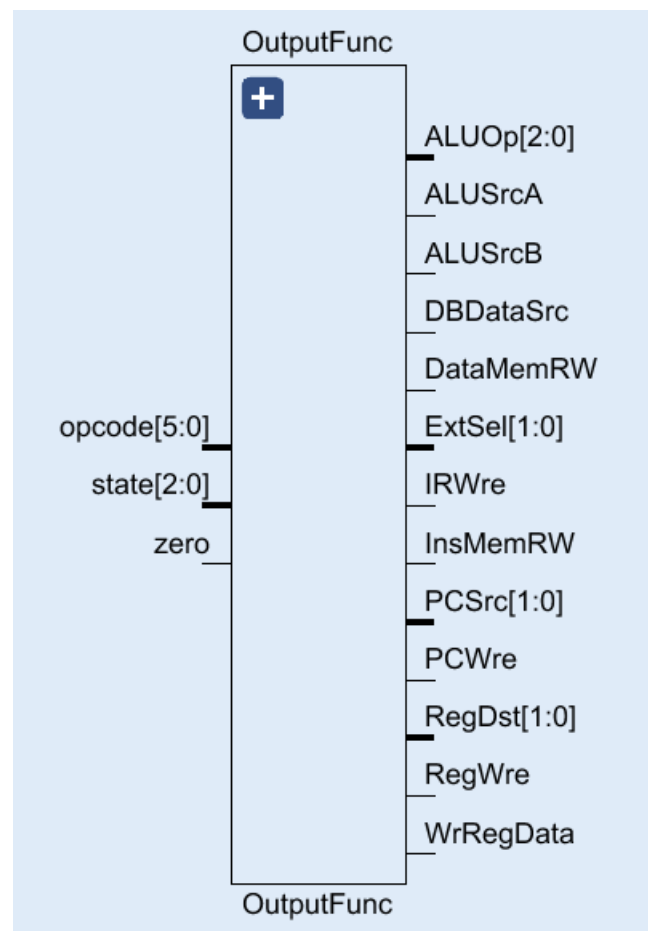 OutputFunc
+
ALUOp[2:0]
ALUSrcA
ALUSrcB
DBDataSrc
DataMemRW
opcode[5:0]
ExtSel[1:0]
state[2:0]
IRWre
zero
InsMemRW
PCSrc[1:0]
PCWre
RegDst[1:0]
RegWre
WrRegData
OutputFunc